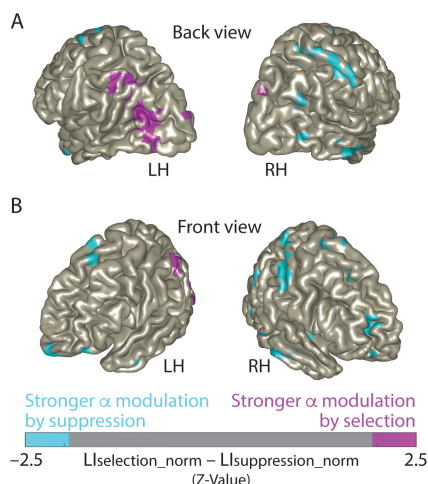 A
Back view
LH
RH
B
Front view
LH
RH
Stronger α modulation by suppression
Stronger α modulation by selection
−2.5
LIselection_norm − LIsuppression_norm
2.5
(Z-Value)